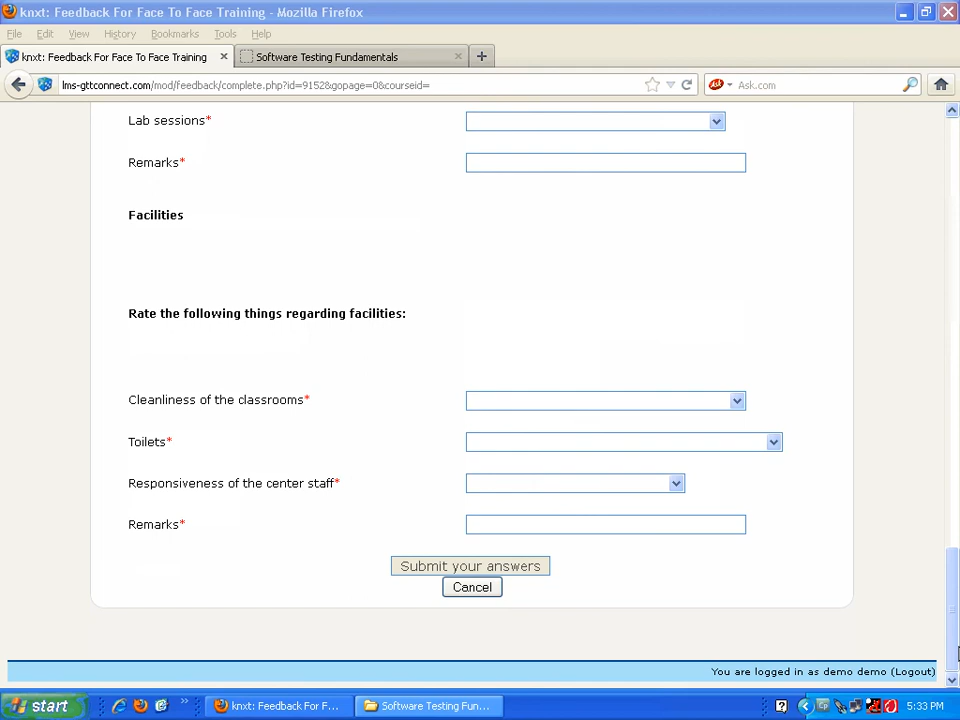 knxt: Feedback For Face To Face Training - Mozilla Firefox
File Edit View History Bookmarks Tools Help
knxt: Feedback For Face To Face Training
Software Testing Fundamentals
lms-gttconnect.com/mod/feedback/complete.php?id=9152&gopage=0&courseid=
Ask.com
Lab sessions*
Remarks*
Facilities
Rate the following things regarding facilities:
Cleanliness of the classrooms*
Toilets*
Responsiveness of the center staff*
Remarks*
Submit your answers
Cancel
You are logged in as demo demo (Logout)
start
knxt: Feedback For F...
Software Testing Fun...
5:33 PM